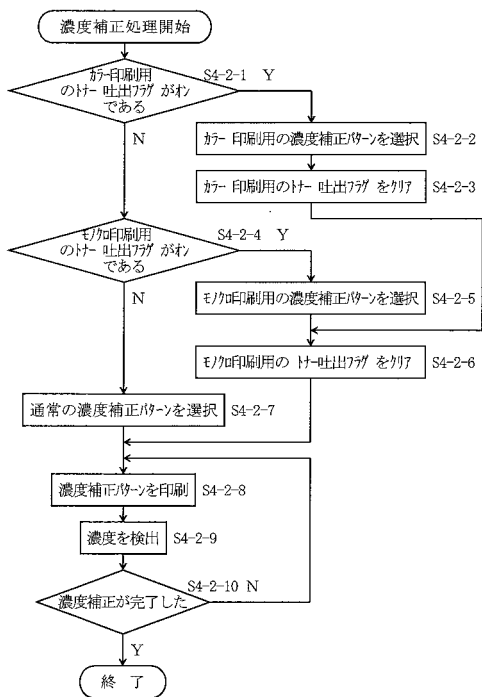 濃度補正処理開始
カラー印刷用
のトナー吐出フラグがオン
である
S4-2-1 Y
N
カラー印刷用の濃度補正パターンを選択 S4-2-2
カラー印刷用のトナー吐出フラグをクリア S4-2-3
モノクロ印刷用
のトナー吐出フラグがオン
である
S4-2-4 Y
N
モノクロ印刷用の濃度補正パターンを選択 S4-2-5
モノクロ印刷用のトナー吐出フラグをクリア S4-2-6
通常の濃度補正パターンを選択 S4-2-7
濃度補正パターンを印刷 S4-2-8
濃度を検出 S4-2-9
濃度補正が完了した
S4-2-10 N
Y
終了